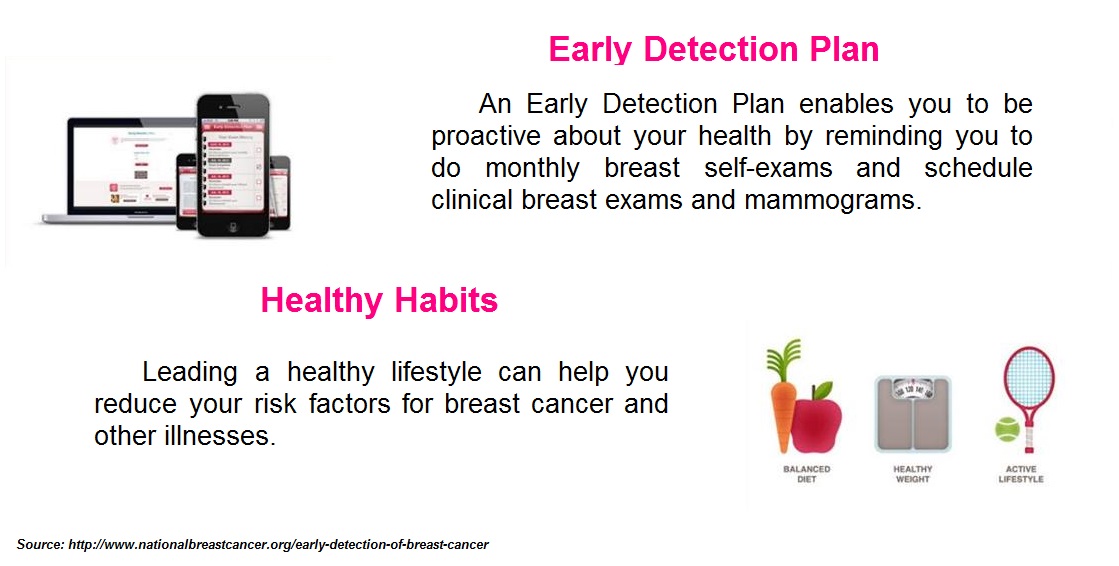 Early Detection Plan
An Early Detection Plan enables you to be
proactive about your health by reminding you to
do monthly breast self-exams and schedule
clinical breast exams and mammograms.
Early Detection Plan
Healthy Habits
Leading a healthy lifestyle can help you
reduce your risk factors for breast cancer and
other illnesses.
BALANCED
DIET
HEALTHY
WEIGHT
ACTIVE
LIFESTYLE
Source: http://www.nationalbreastcancer.org/early-detection-of-breast-cancer